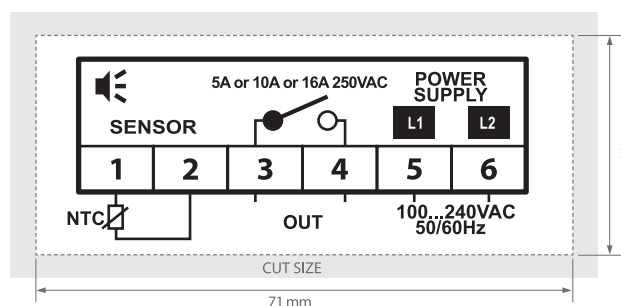 5A or 10A or 16A 250VAC
POWER
SUPPLY
SENSOR
L1 L2
1 2 3 4 5 6
NTC
OUT
100...240VAC
50/60Hz
CUT SIZE
71 mm